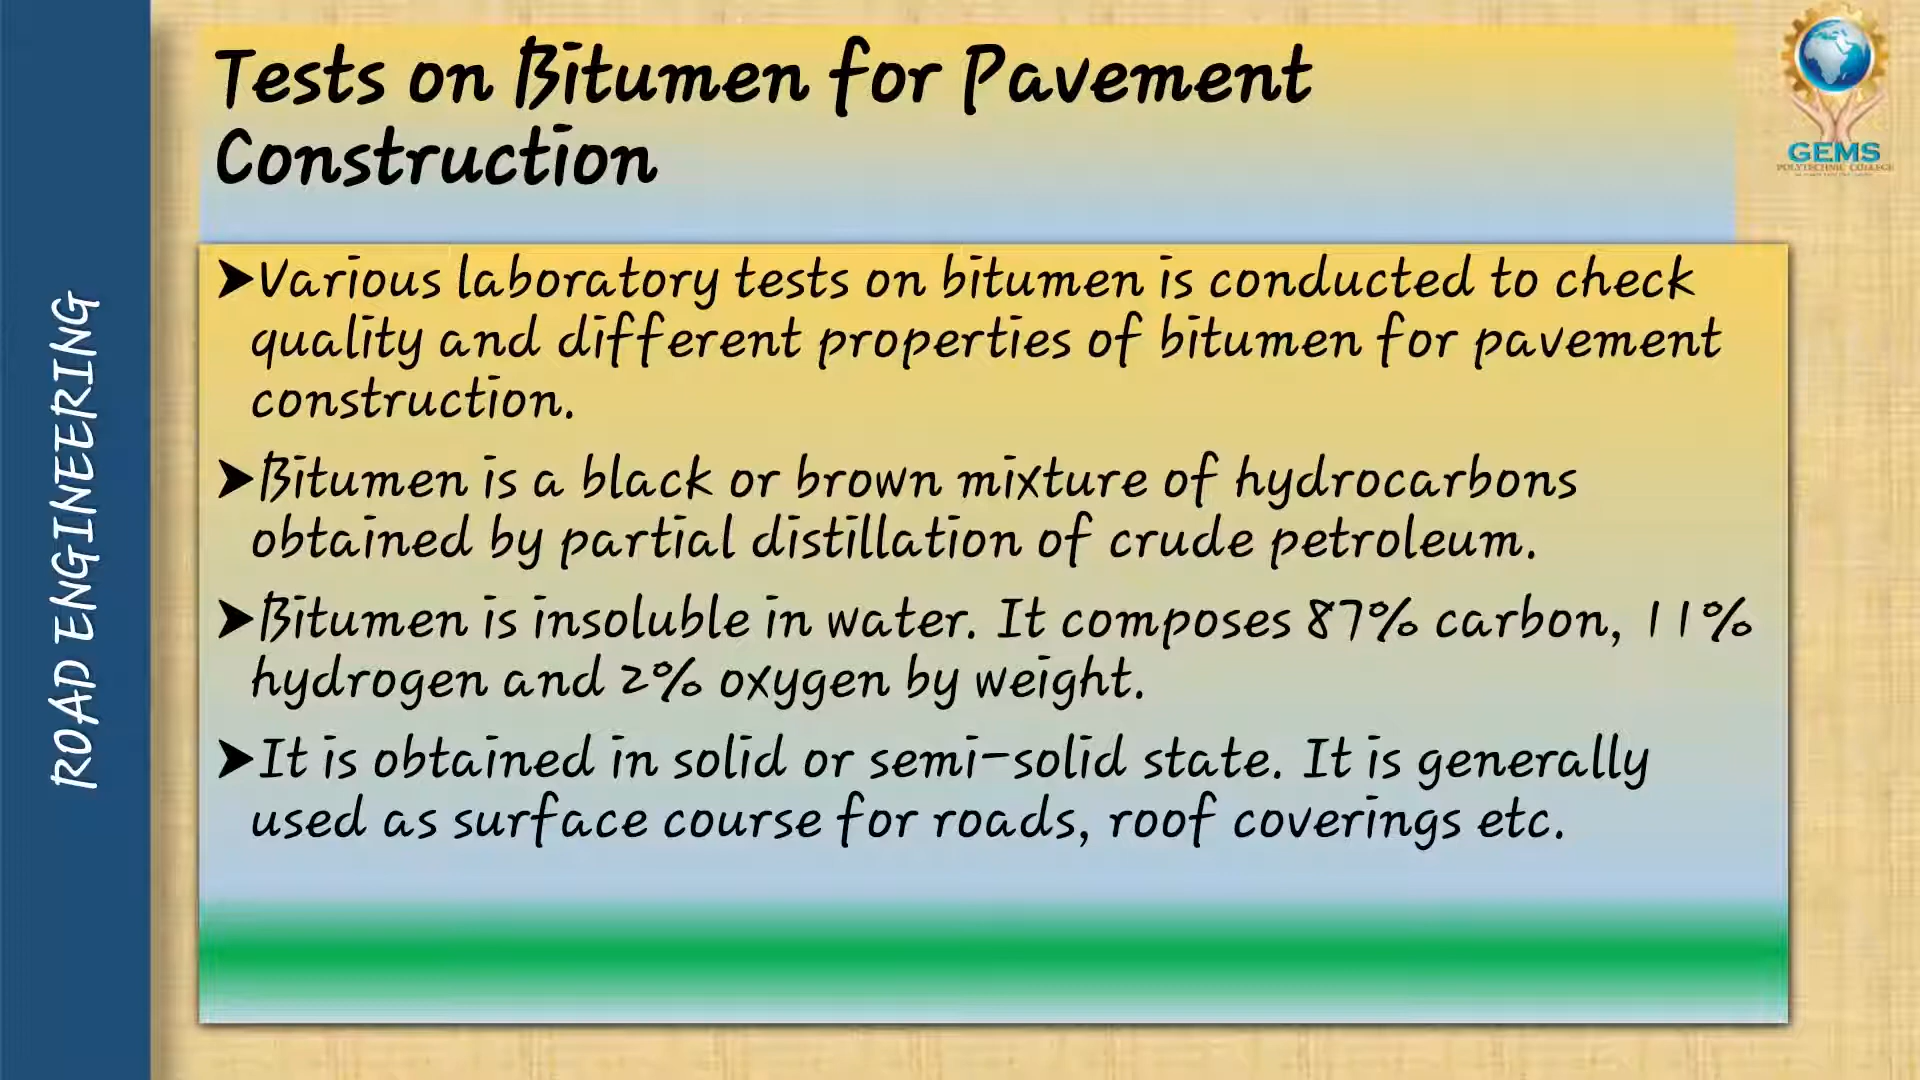 Tests on Bitumen for Pavement
Construction
GEMS
POLYTECHNIC COLLEGE
ROAD ENGINEERING
➤Various laboratory tests on bitumen is conducted to check
quality and different properties of bitumen for pavement
construction.
➤Bitumen is a black or brown mixture of hydrocarbons
obtained by partial distillation of crude petroleum.
➤Bitumen is insoluble in water. It composes 87% carbon, 11%
hydrogen and 2% oxygen by weight.
➤It is obtained in solid or semi-solid state. It is generally
used as surface course for roads, roof coverings etc.